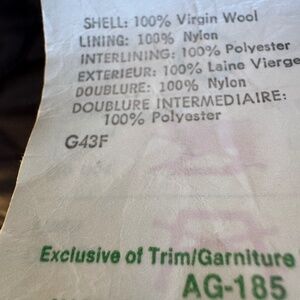 SHELL: 100% Virgin Wool
LINING: 100% Nylon
INTERLINING: 100% Polyester
EXTERIEUR: 100% Laine Vierge
DOUBLURE: 100% Nylon
DOUBLURE INTERMEDIAIRE:
100% Polyester
G43F
Exclusive of Trim/Garniture
AG-185